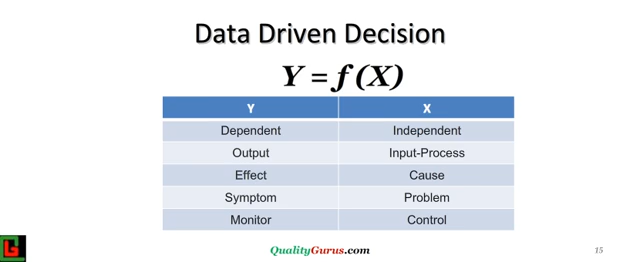 Data Driven Decision
Y = f (X)
Y X
Dependent Independent
Output Input-Process
Effect Cause
Symptom Problem
Monitor Control
QualityGurus.com 15